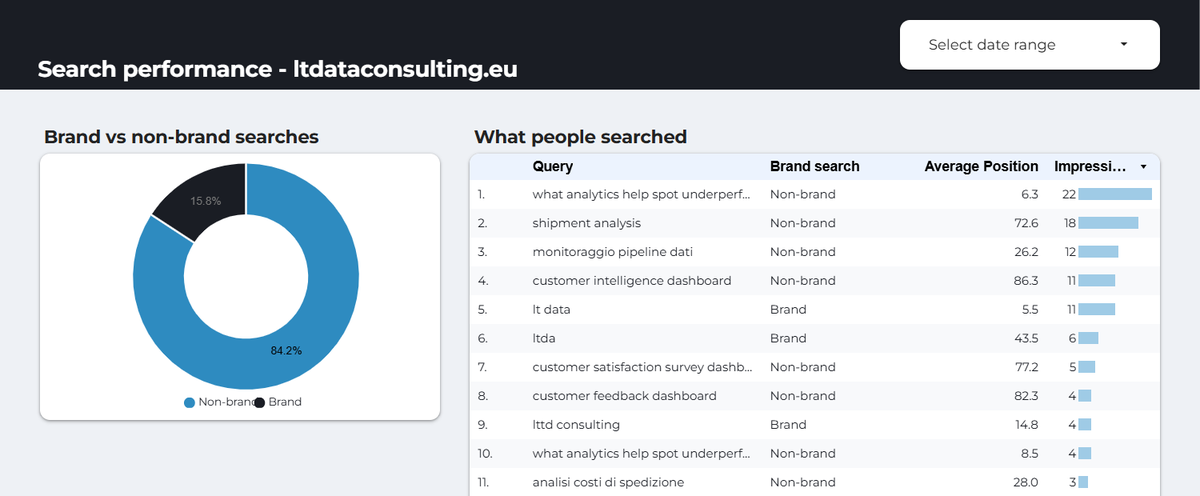 Select date range
Search performance - ltdataconsulting.eu
Brand vs non-brand searches
15.8%
84.2%
Non-brand Brand
What people searched
Query Brand search Average Position Impressi...
1. what analytics help spot underperf... Non-brand 6.3 22
2. shipment analysis Non-brand 72.6 18
3. monitoraggio pipeline dati Non-brand 26.2 12
4. customer intelligence dashboard Non-brand 86.3 11
5. lt data Brand 5.5 11
6. ltda Brand 43.5 6
7. customer satisfaction survey dashb... Non-brand 77.2 5
8. customer feedback dashboard Non-brand 82.3 4
9. lttd consulting Brand 14.8 4
10. what analytics help spot underperf... Non-brand 8.5 4
11. analisi costi di spedizione Non-brand 28.0 3